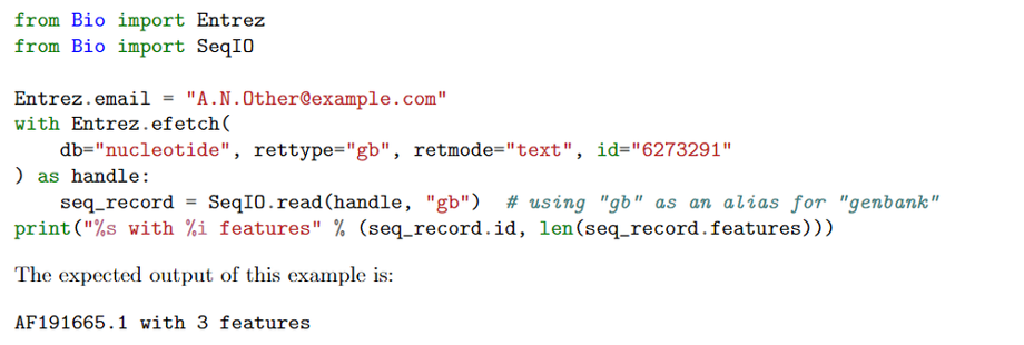 from Bio import Entrez
from Bio import SeqIO

Entrez.email = "A.N.Other@example.com"
with Entrez.efetch(
    db="nucleotide", rettype="gb", retmode="text", id="6273291"
) as handle:
    seq_record = SeqIO.read(handle, "gb")  # using "gb" as an alias for "genbank"
print("%s with %i features" % (seq_record.id, len(seq_record.features)))
The expected output of this example is:
AF191665.1 with 3 features